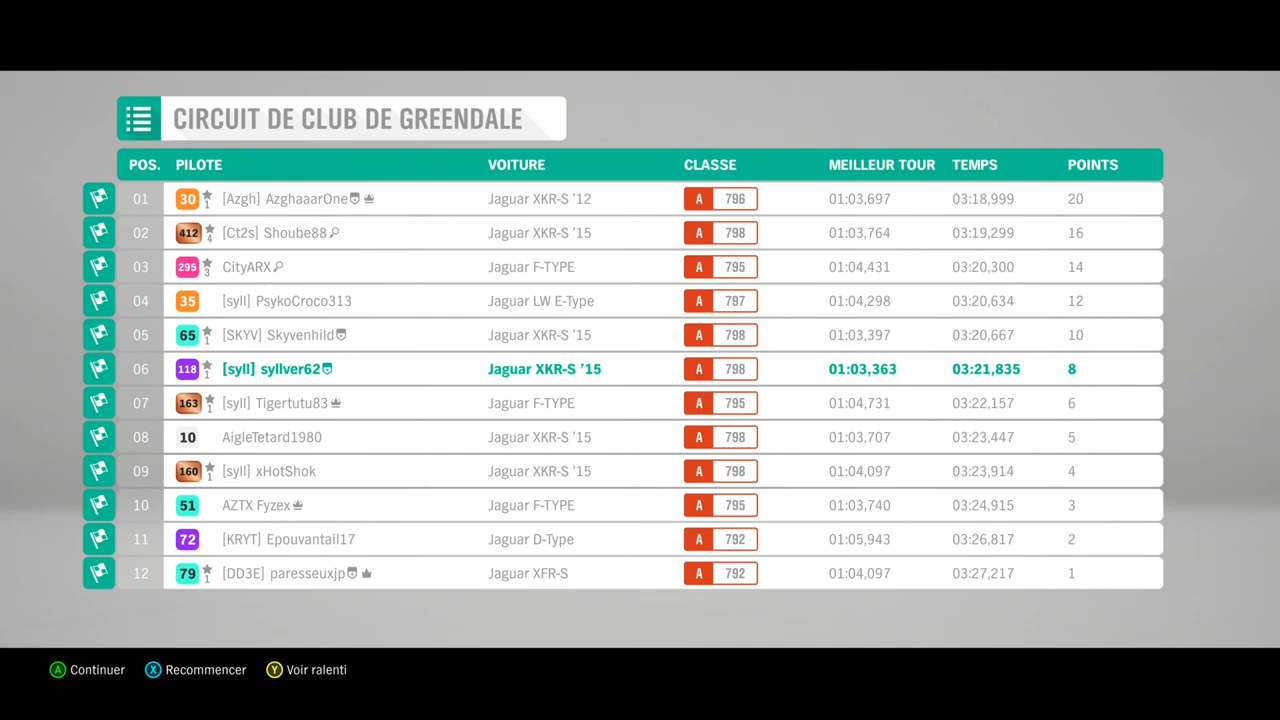 CIRCUIT DE CLUB DE GREENDALE
POS. PILOTE VOITURE CLASSE MEILLEUR TOUR TEMPS POINTS
01 30 1 [Azgh] AzghaaarOne Jaguar XKR-S '12 A 796 01:03,697 03:18,999 20
02 412 4 [Ct2s] Shoube88 Jaguar XKR-S '15 A 798 01:03,764 03:19,299 16
03 295 3 CityARX Jaguar F-TYPE A 795 01:04,431 03:20,300 14
04 35 [syll] PsykoCroco313 Jaguar LW E-Type A 797 01:04,298 03:20,634 12
05 65 1 [SKYV] Skyvenhild Jaguar XKR-S '15 A 798 01:03,397 03:20,667 10
06 118 1 [syll] syllver62 Jaguar XKR-S '15 A 798 01:03,363 03:21,835 8
07 163 1 [syll] Tigertutu83 Jaguar F-TYPE A 795 01:04,731 03:22,157 6
08 10 AigleTetard1980 Jaguar XKR-S '15 A 798 01:03,707 03:23,447 5
09 160 1 [syll] xHotShok Jaguar XKR-S '15 A 798 01:04,097 03:23,914 4
10 51 AZTX Fyzex Jaguar F-TYPE A 795 01:03,740 03:24,915 3
11 72 [KRYT] Epouvantail17 Jaguar D-Type A 792 01:05,943 03:26,817 2
12 79 1 [DD3E] paresseuxjp Jaguar XFR-S A 792 01:04,097 03:27,217 1
A Continuer X Recommencer Y Voir ralenti